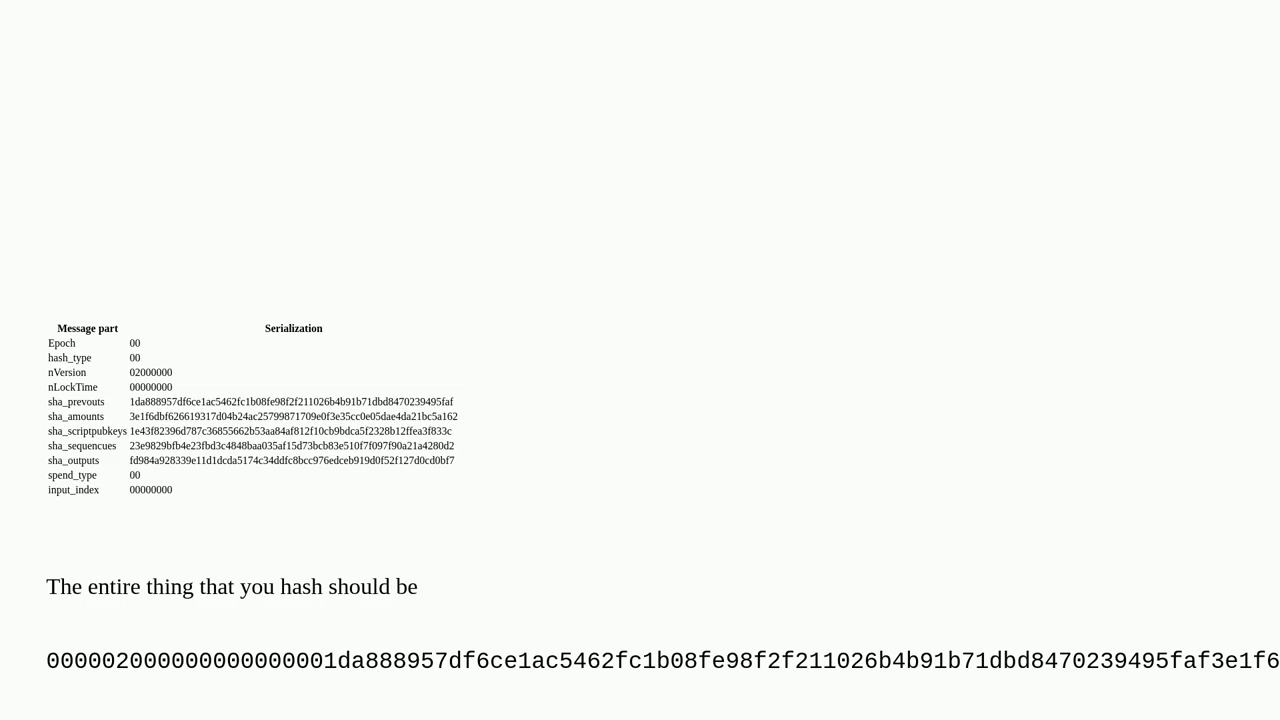 Message part Serialization
Epoch 00
hash_type 00
nVersion 02000000
nLockTime 00000000
sha_prevouts 1da888957df6ce1ac5462fc1b08fe98f2f211026b4b91b71dbd8470239495faf
sha_amounts 3e1f6dbf626619317d04b24ac25799871709e0f3e35cc0e05dae4da21bc5a162
sha_scriptpubkeys 1e43f82396d787c36855662b53aa84af812f10cb9bdca5f2328b12ffea3f833c
sha_sequencues 23e9829bfb4e23fbd3c4848baa035af15d73bcb83e510f7f097f90a21a4280d2
sha_outputs fd984a928339e11d1dcda5174c34ddfc8bcc976edceb919d0f52f127d0cd0bf7
spend_type 00
input_index 00000000
The entire thing that you hash should be
000002000000000000001da888957df6ce1ac5462fc1b08fe98f2f211026b4b91b71dbd8470239495faf3e1f6